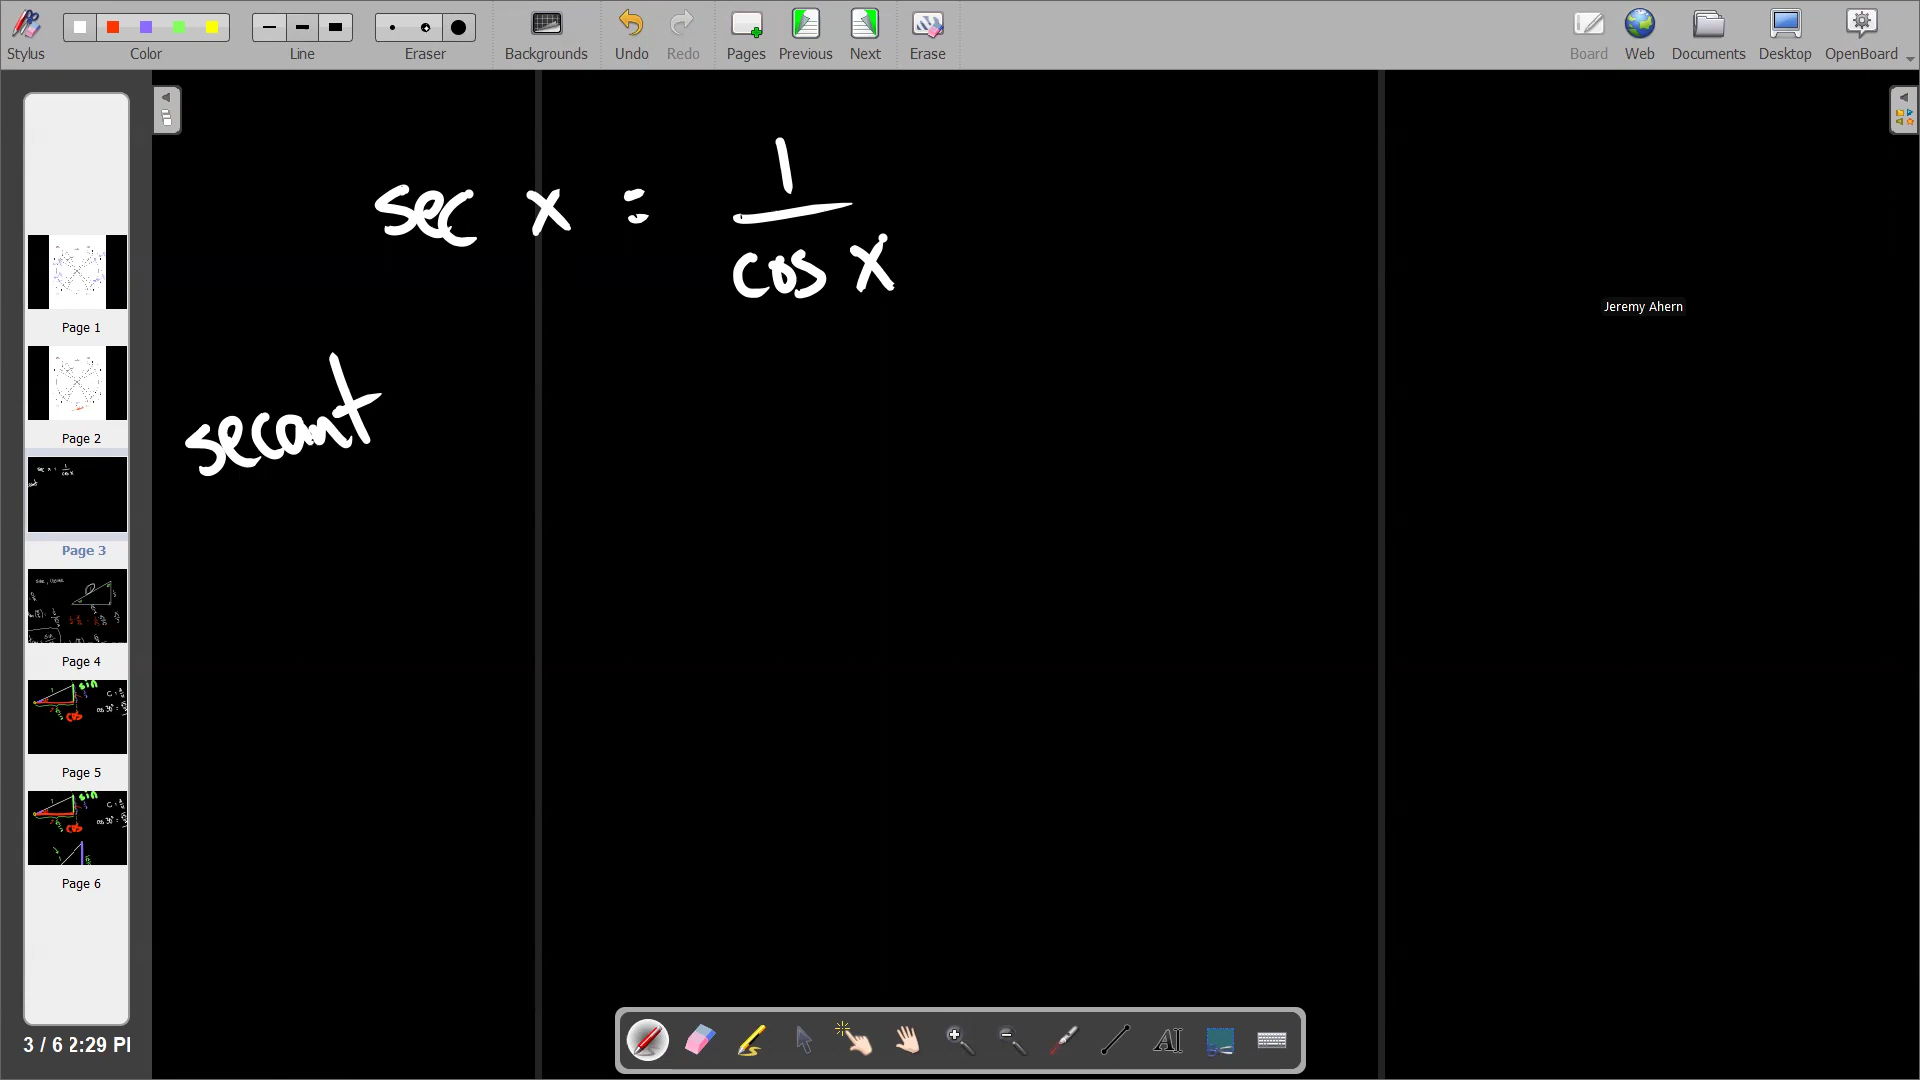 Stylus Color Line Eraser Backgrounds Undo Redo Pages Previous Next Erase Board Web Documents Desktop OpenBoard
sec x = 1
cos x
Jeremy Ahern
secant
Page 1
Page 2
Page 3
Page 4
Page 5
Page 6
3 / 6 2:29 P